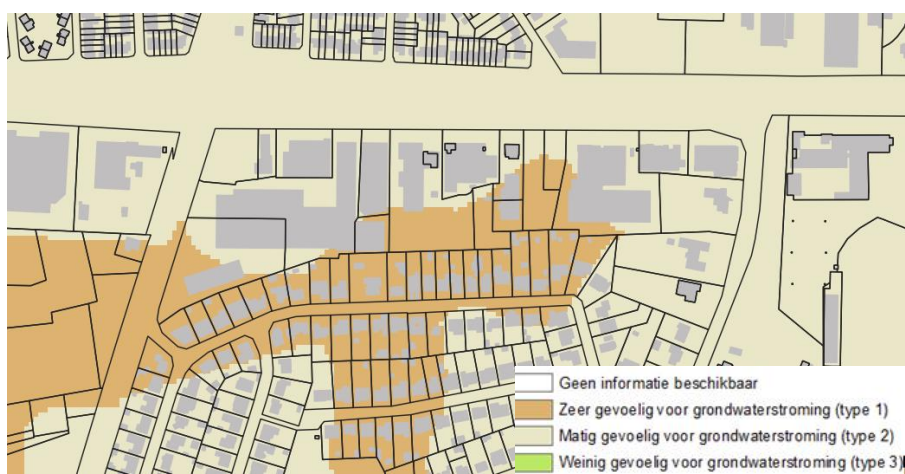 Geen informatie beschikbaar
Zeer gevoelig voor grondwaterstroming (type 1)
Matig gevoelig voor grondwaterstroming (type 2)
Weinig gevoelig voor grondwaterstroming (type 3)